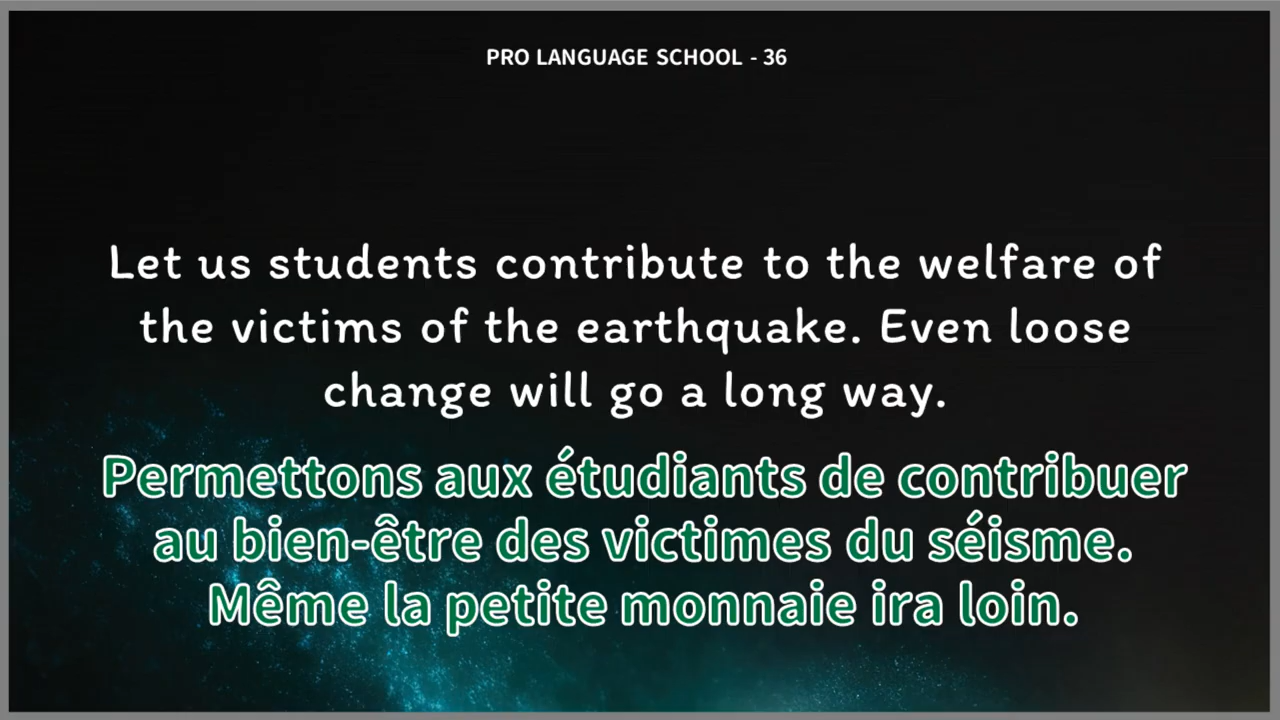 PRO LANGUAGE SCHOOL - 36
Let us students contribute to the welfare of
the victims of the earthquake. Even loose
change will go a long way.
Permettons aux étudiants de contribuer
au bien-être des victimes du séisme.
Même la petite monnaie ira loin.